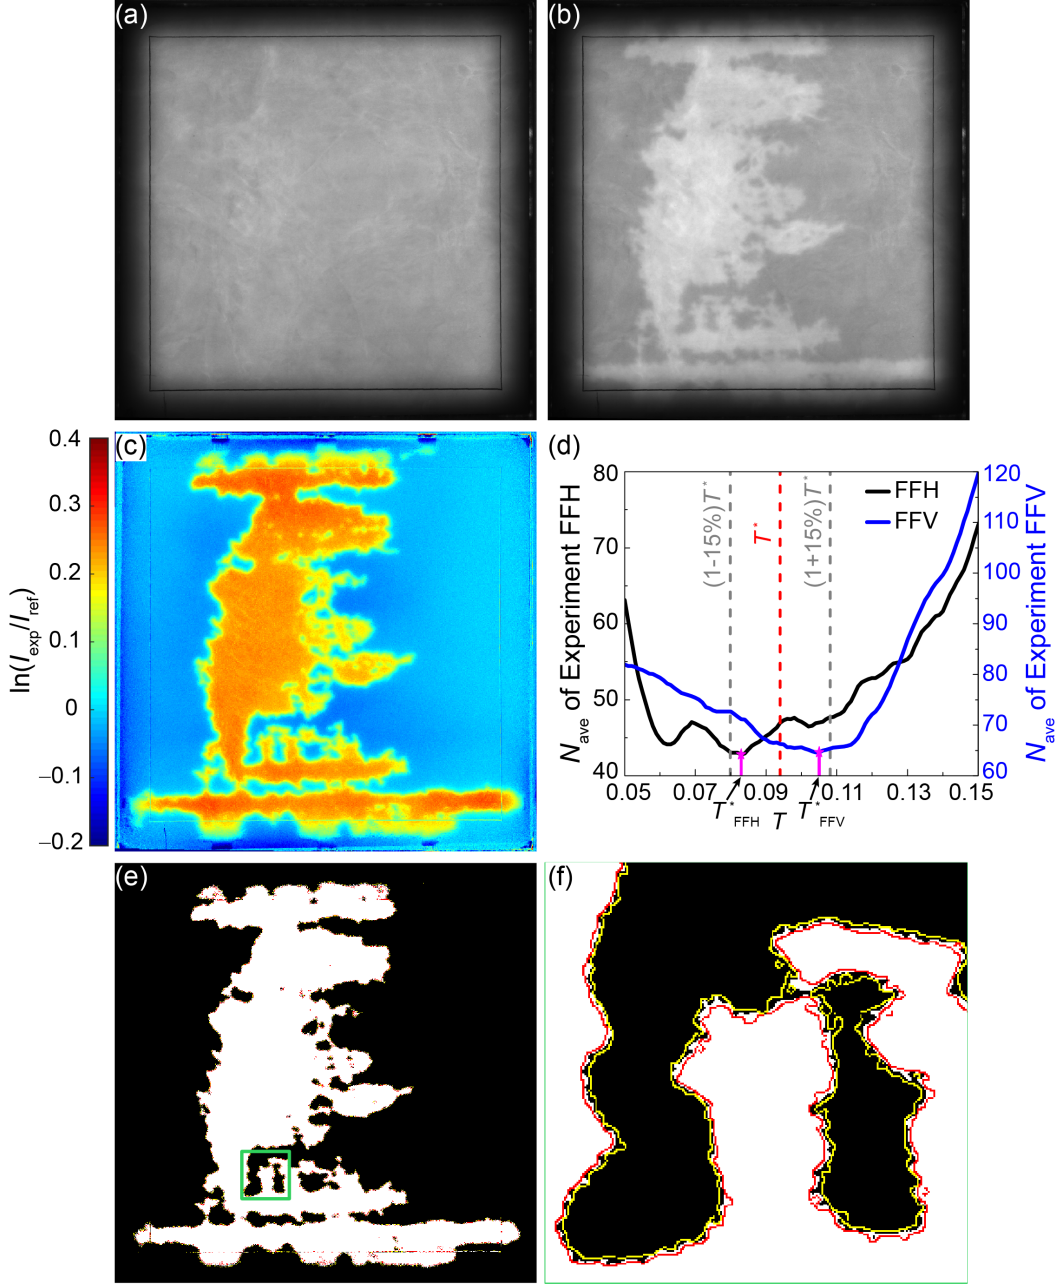 (a)
(b)
(c)
0.4
0.3
0.2
0.1
0
−0.1
−0.2
ln(I_exp/I_ref)
(d)
80
70
60
50
40
N_ave of Experiment FFH
120
110
100
90
80
70
60
N_ave of Experiment FFV
(1-15%)T*
T*
(1+15%)T*
FFH
FFV
0.05
0.07
0.09
0.11
0.13
0.15
T*_FFH
T
T*_FFV
(e)
(f)